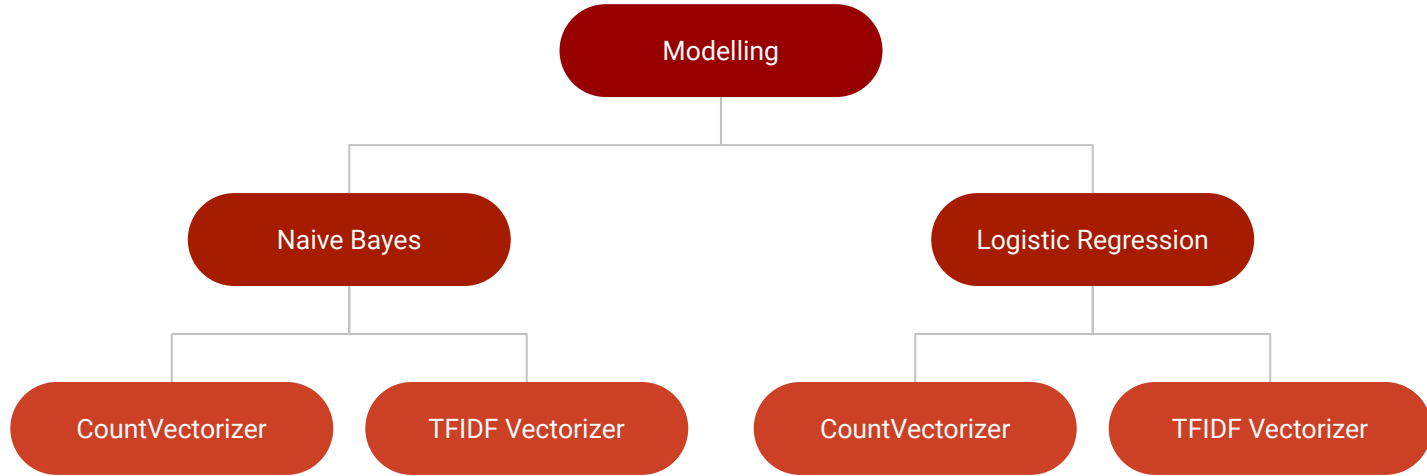 Modelling
Naive Bayes
Logistic Regression
CountVectorizer
TFIDF Vectorizer
CountVectorizer
TFIDF Vectorizer